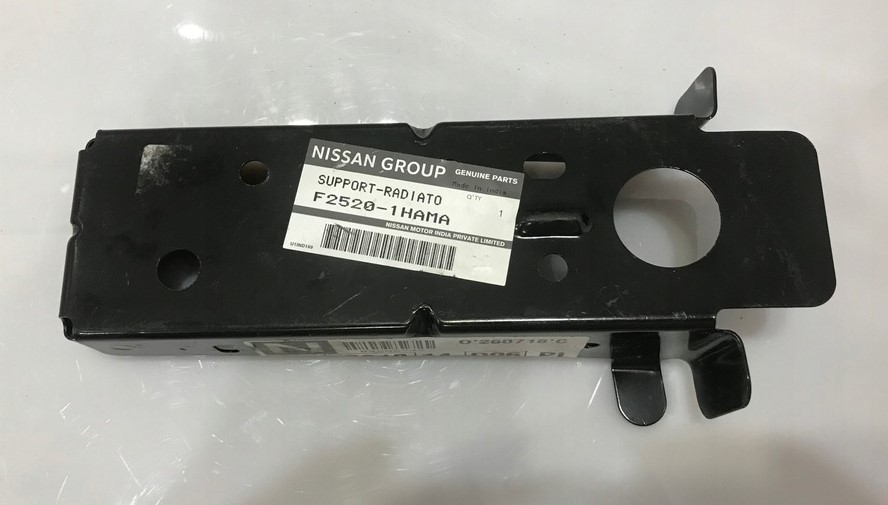 NISSAN GROUP GENUINE PARTS
Made in India
SUPPORT-RADIATO Q'TY
F2520-1HAMA 1
NISSAN MOTOR INDIA PRIVATE LIMITED
N